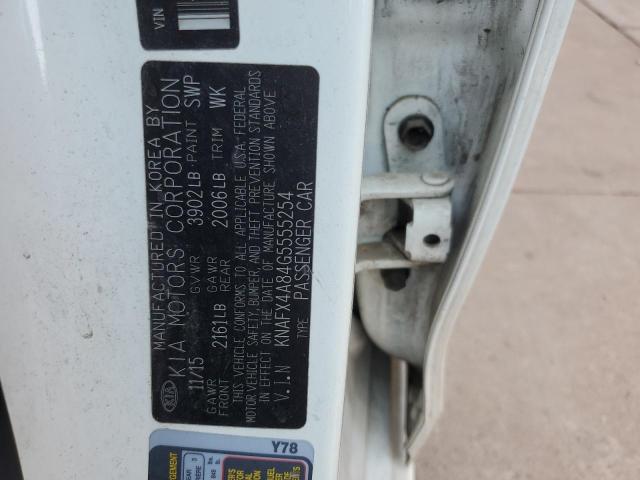 VIN
MANUFACTURED IN KOREA BY
KIA MOTORS CORPORATION
KIA
11/15 GVWR 3902LB PAINT SWP
GAWR FRONT 2161LB GAWR REAR 2006LB TRIM WK
THIS VEHICLE CONFORMS TO ALL APPLICABLE U.S.A-FEDERAL
MOTOR VEHICLE SAFETY, BUMPER, AND THEFT PREVENTION STANDARDS
IN EFFECT ON THE DATE OF MANUFACTURE SHOWN ABOVE
V.I.N KNAFX4A84G5555254
TYPE PASSENGER CAR
Y78